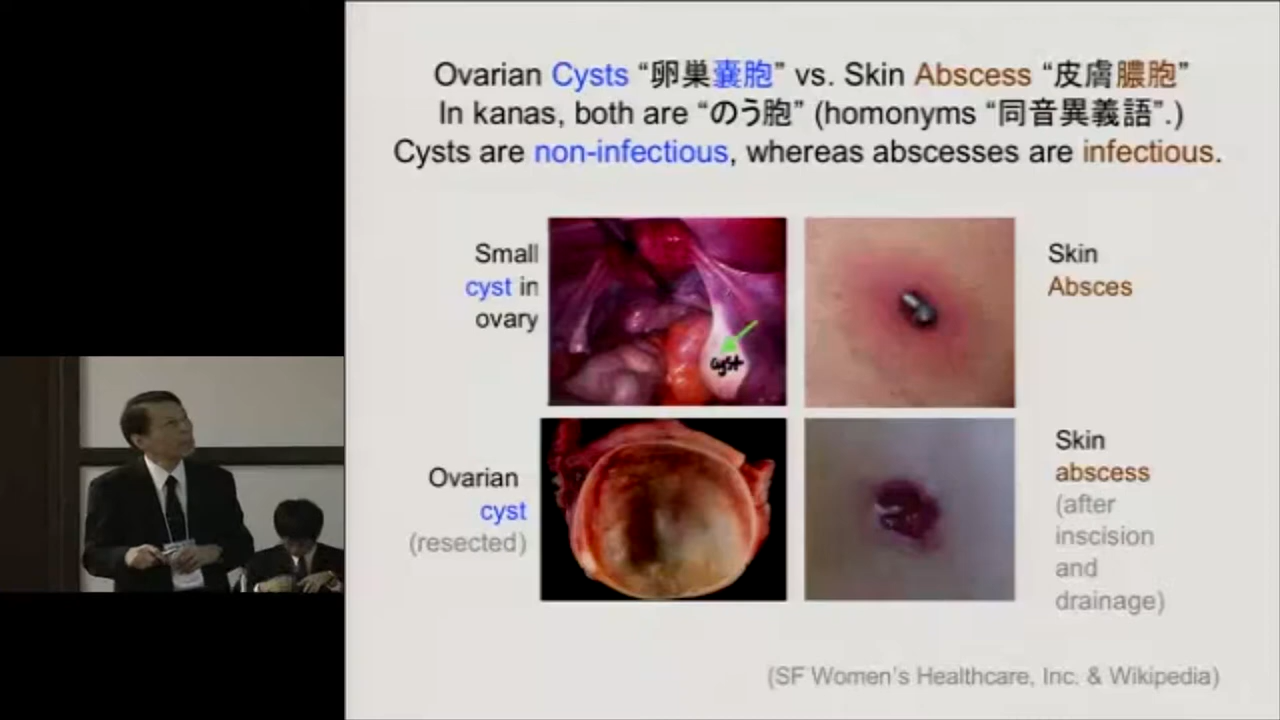 Ovarian Cysts “卵巣嚢胞” vs. Skin Abscess “皮膚膿胞”
In kanas, both are “のう胞” (homonyms “同音異義語”.)
Cysts are non-infectious, whereas abscesses are infectious.
Small
cyst in
ovary
cyst
Skin
Absces
Ovarian
cyst
(resected)
Skin
abscess
(after
inscision
and
drainage)
(SF Women’s Healthcare, Inc. & Wikipedia)